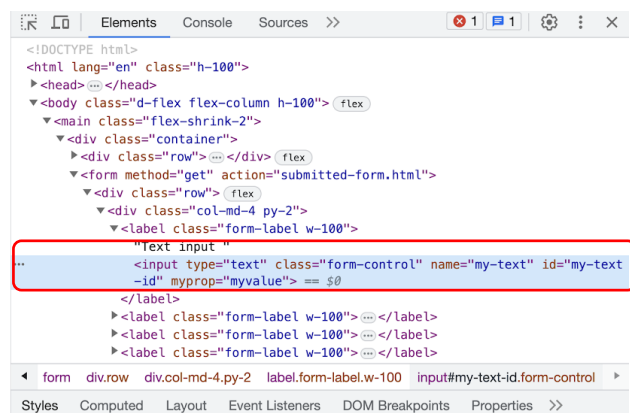 Elements Console Sources >> 1 1
<!DOCTYPE html>
<html lang="en" class="h-100">
<head> ... </head>
<body class="d-flex flex-column h-100"> flex
<main class="flex-shrink-2">
<div class="container">
<div class="row"> ... </div> flex
<form method="get" action="submitted-form.html">
<div class="row"> flex
<div class="col-md-4 py-2">
<label class="form-label w-100">
"Text input "
... <input type="text" class="form-control" name="my-text" id="my-text
-id" myprop="myvalue"> == $0
</label>
<label class="form-label w-100"> ... </label>
<label class="form-label w-100"> ... </label>
<label class="form-label w-100"> ... </label>
form div.row div.col-md-4.py-2 label.form-label.w-100 input#my-text-id.form-control
Styles Computed Layout Event Listeners DOM Breakpoints Properties >>